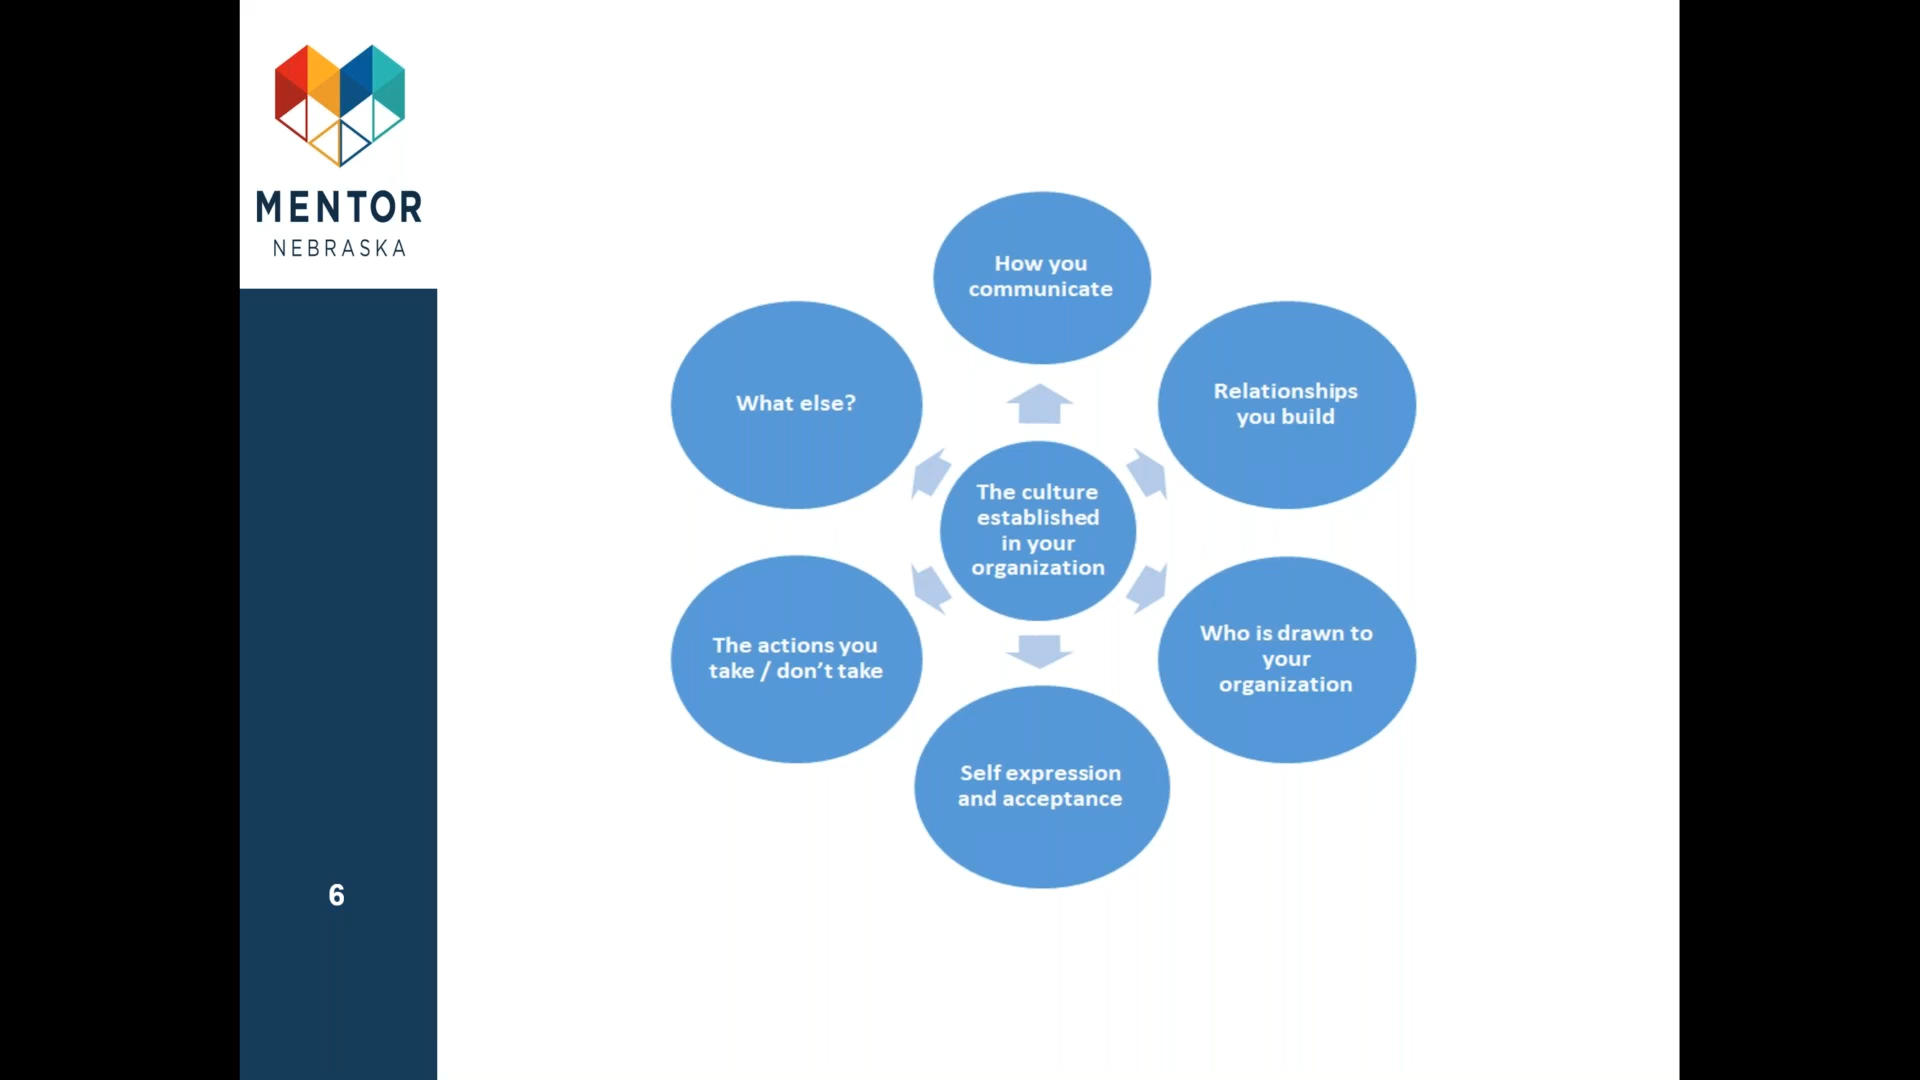 MENTOR
NEBRASKA
How you
communicate
What else?
Relationships
you build
The culture
established
in your
organization
The actions you
take / don’t take
Who is drawn to
your
organization
Self expression
and acceptance
6